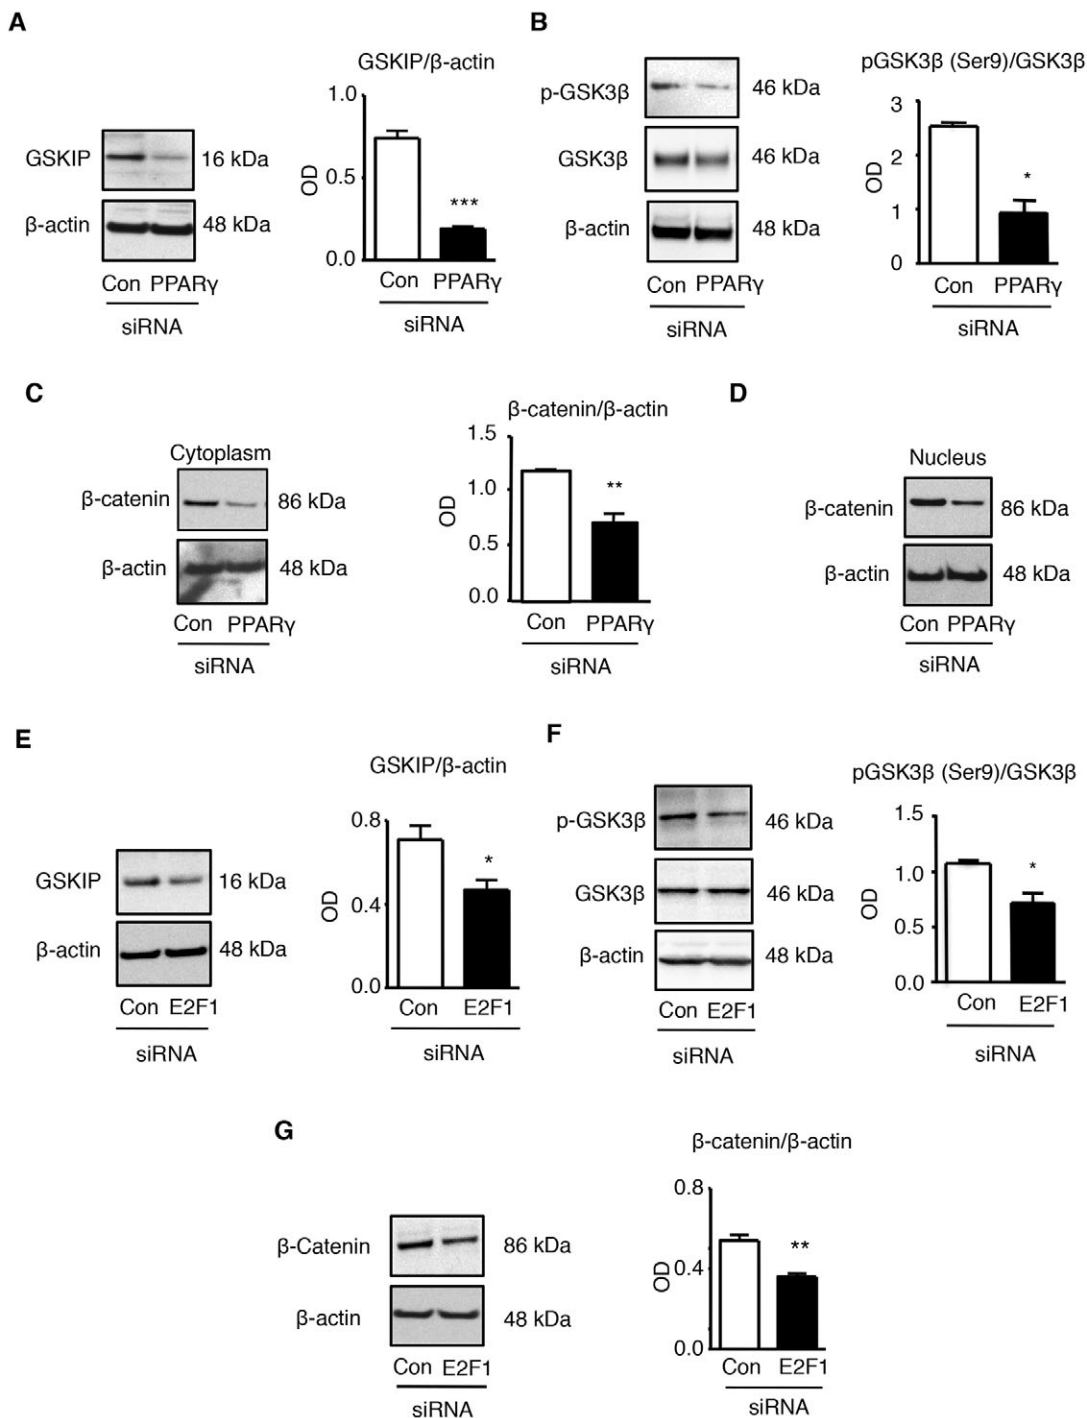 A
GSKIP/β-actin
1.0
0.5
0.0
OD
***
GSKIP
16 kDa
β-actin
48 kDa
Con PPARγ
siRNA
Con PPARγ
siRNA
B
pGSK3β (Ser9)/GSK3β
p-GSK3β
46 kDa
GSK3β
46 kDa
β-actin
48 kDa
Con PPARγ
siRNA
3
2
1
0
OD
*
Con PPARγ
siRNA
C
Cytoplasm
β-catenin
86 kDa
β-actin
48 kDa
Con PPARγ
siRNA
β-catenin/β-actin
1.5
1.0
0.5
0.0
OD
**
Con PPARγ
siRNA
D
Nucleus
β-catenin
86 kDa
β-actin
48 kDa
Con PPARγ
siRNA
E
GSKIP/β-actin
GSKIP
16 kDa
β-actin
48 kDa
Con E2F1
siRNA
0.8
0.4
0.0
OD
*
Con E2F1
siRNA
F
pGSK3β (Ser9)/GSK3β
p-GSK3β
46 kDa
GSK3β
46 kDa
β-actin
48 kDa
Con E2F1
siRNA
1.5
1.0
0.5
0.0
OD
*
Con E2F1
siRNA
G
β-catenin/β-actin
β-Catenin
86 kDa
β-actin
48 kDa
Con E2F1
siRNA
0.8
0.4
0.0
OD
**
Con E2F1
siRNA